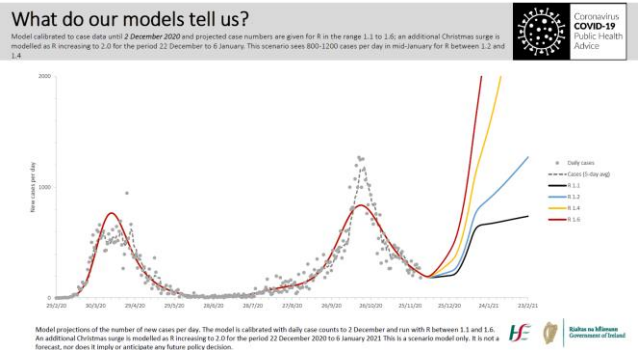 What do our models tell us?
Model calibrated to case data until 2 December 2020 and projected case numbers are given for R in the range 1.1 to 1.6; an additional Christmas surge is
modelled as R increasing to 2.0 for the period 22 December to 6 January. This scenario sees 800-1200 cases per day in mid-January for R between 1.2 and
1.4
Coronavirus
COVID-19
Public Health
Advice
2000
1000
0
New cases per day
29/2/20 30/3/20 29/4/20 29/5/20 28/6/20 28/7/20 27/8/20 26/9/20 26/10/20 25/11/20 25/12/20 24/1/21 23/2/21
Daily cases
Cases (5-day avg)
R 1.1
R 1.2
R 1.4
R 1.6
Model projections of the number of new cases per day. The model is calibrated with daily case counts to 2 December and run with R between 1.1 and 1.6.
An additional Christmas surge is modelled as R increasing to 2.0 for the period 22 December 2020 to 6 January 2021 This is a scenario model only. It is not a
forecast, nor does it imply or anticipate any future policy decision.
Rialtas na hÉireann
Government of Ireland